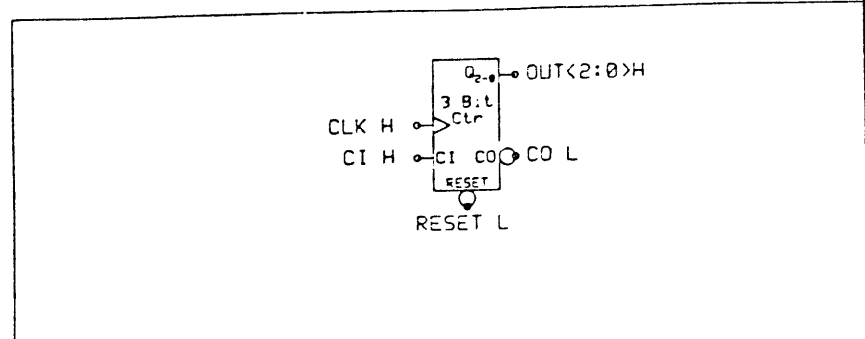 Q2-0 OUT<2:0>H
3 Bit
Ctr
CLK H
CI H CI CO CO L
RESET
RESET L